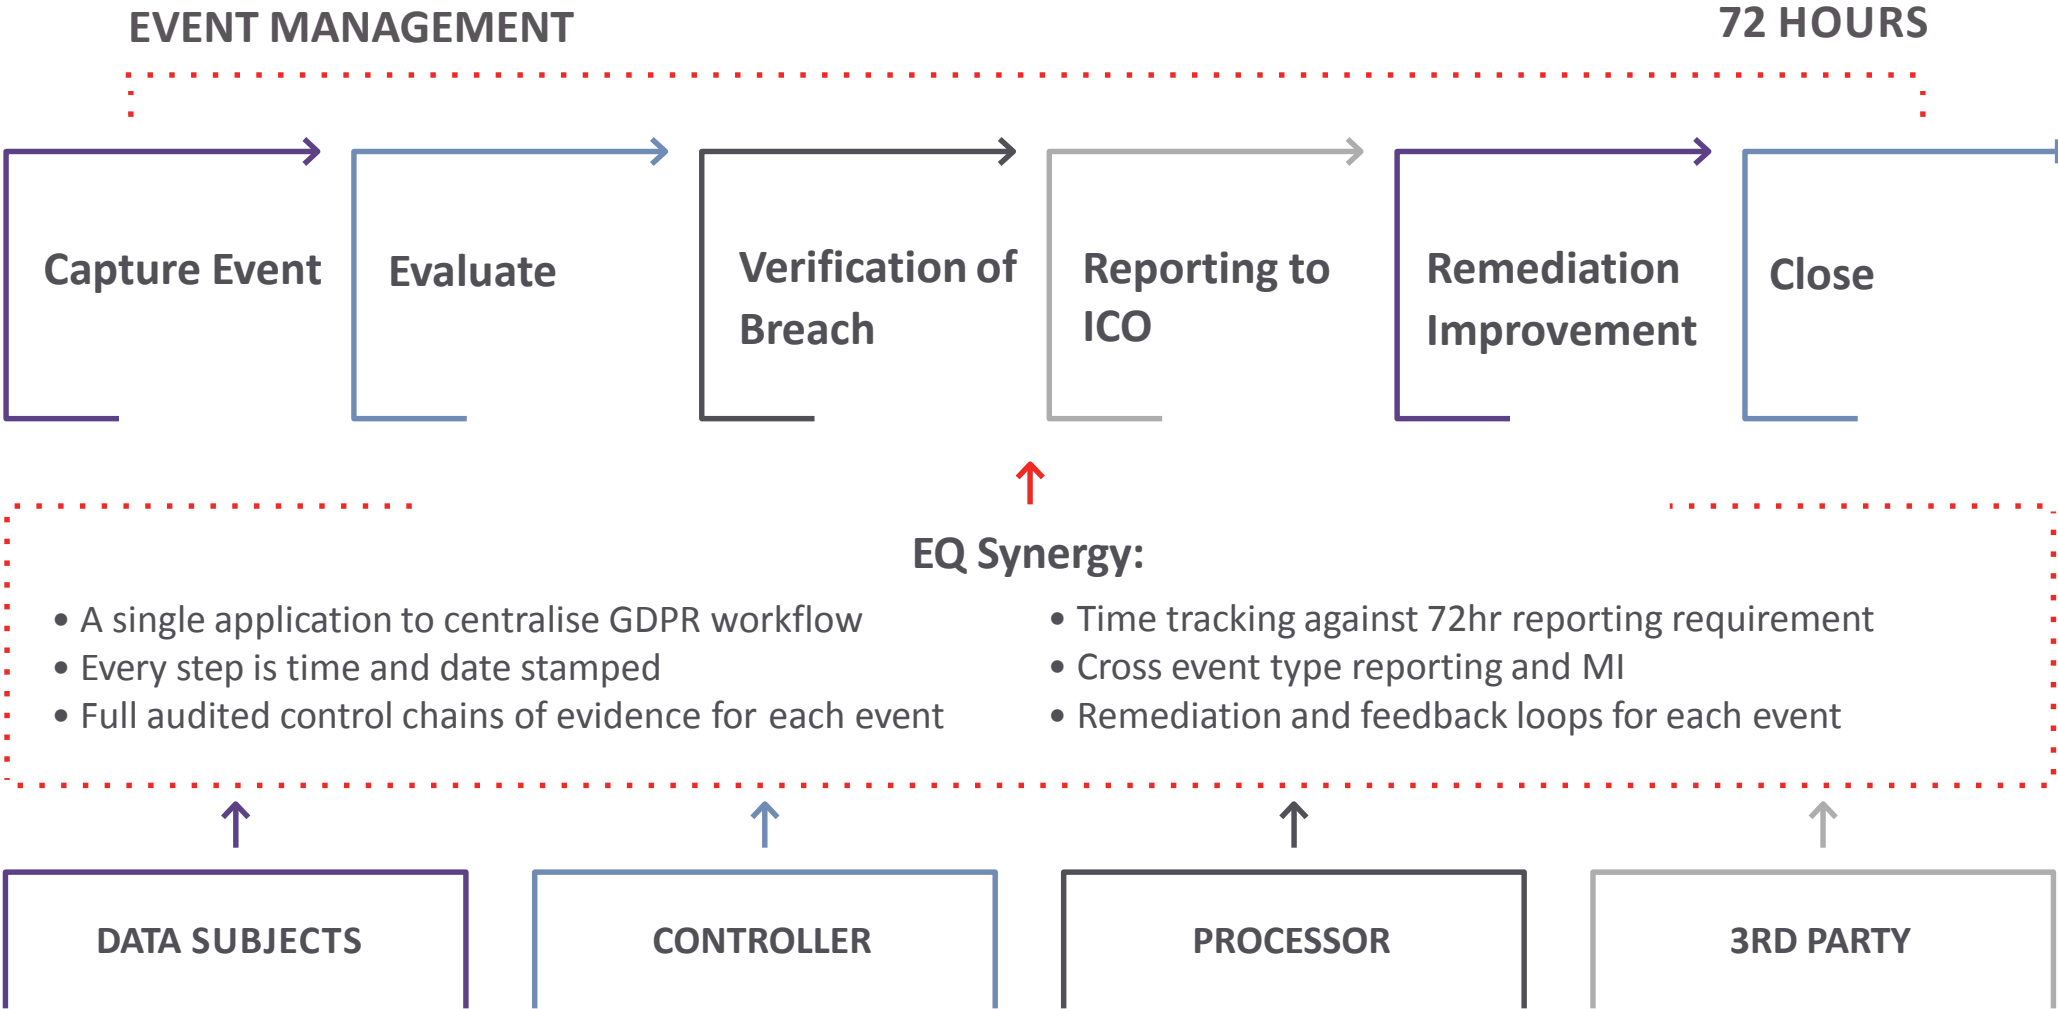 EVENT MANAGEMENT
72 HOURS
Capture Event
Evaluate
Verification of
Breach
Reporting to
ICO
Remediation
Improvement
Close
EQ Synergy:
• A single application to centralise GDPR workflow
• Every step is time and date stamped
• Full audited control chains of evidence for each event
• Time tracking against 72hr reporting requirement
• Cross event type reporting and MI
• Remediation and feedback loops for each event
DATA SUBJECTS
CONTROLLER
PROCESSOR
3RD PARTY